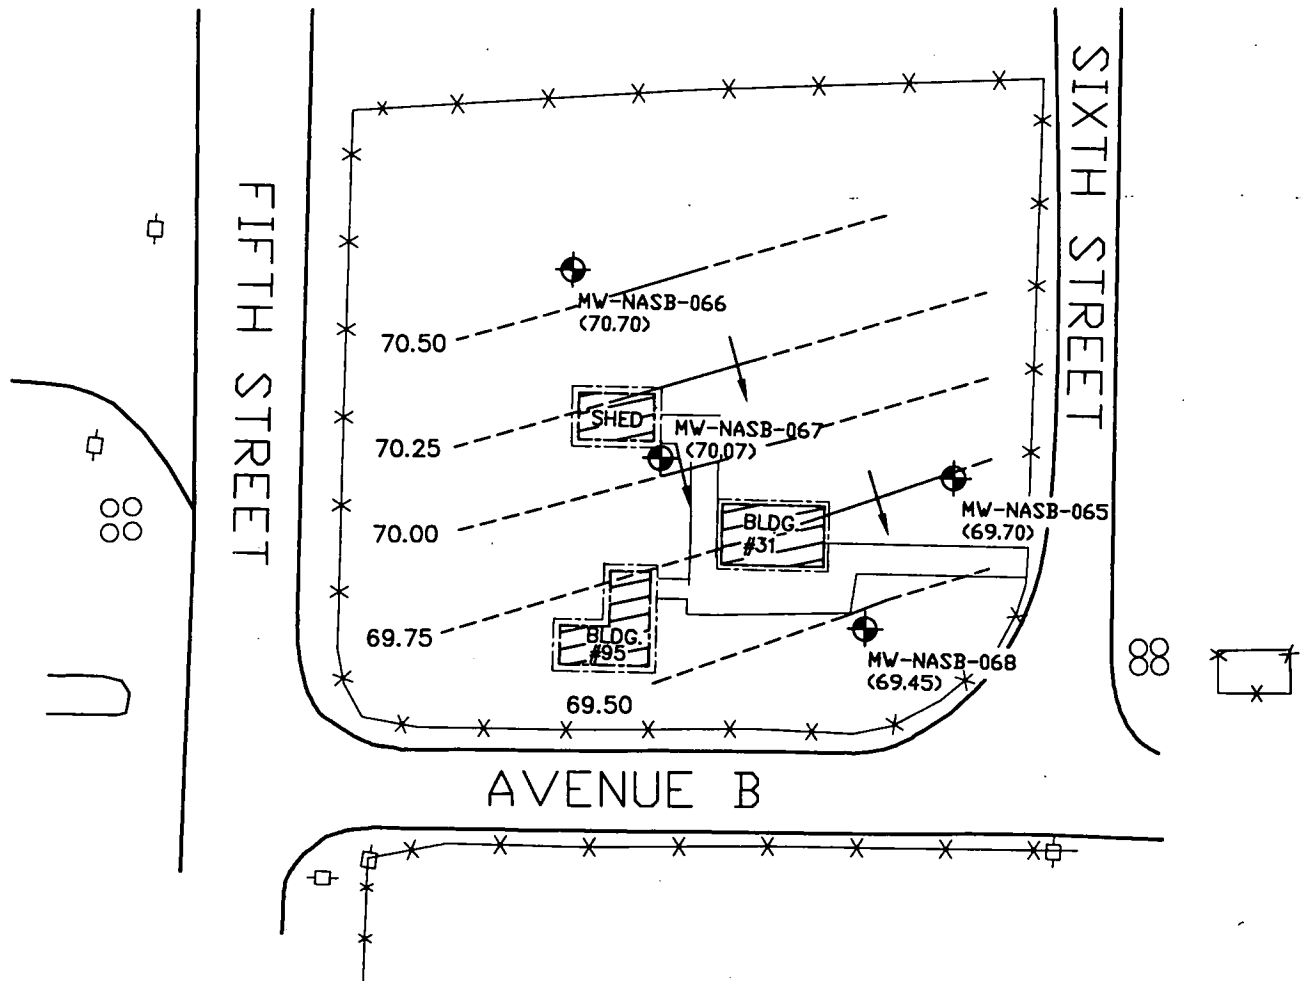 SIXTH STREET
FIFTH STREET
MW-NASB-066
(70.70)
70.50
SHED
MW-NASB-067
(70.07)
70.25
70.00
MW-NASB-065
(69.70)
BLDG.
#31
69.75
BLDG.
#95
MW-NASB-068
(69.45)
69.50
AVENUE B